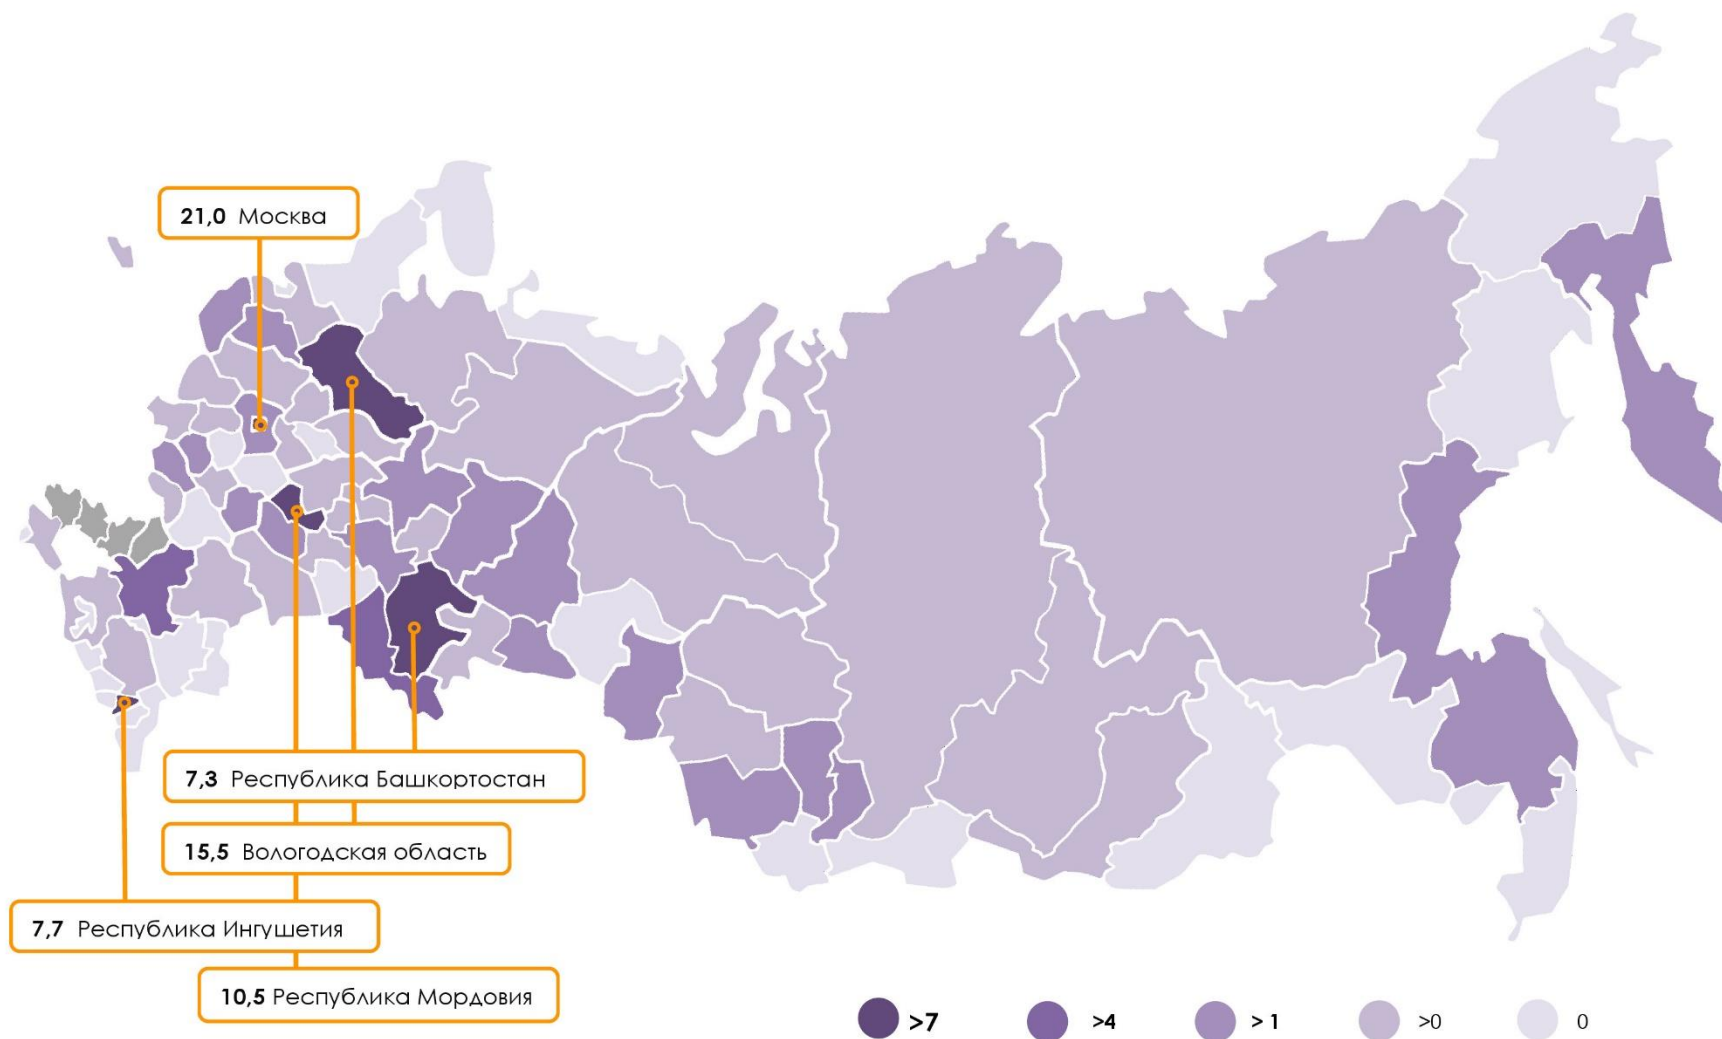 21,0 Москва
7,3 Республика Башкортостан
15,5 Вологодская область
7,7 Республика Ингушетия
10,5 Республика Мордовия
>7 >4 > 1 >0 0